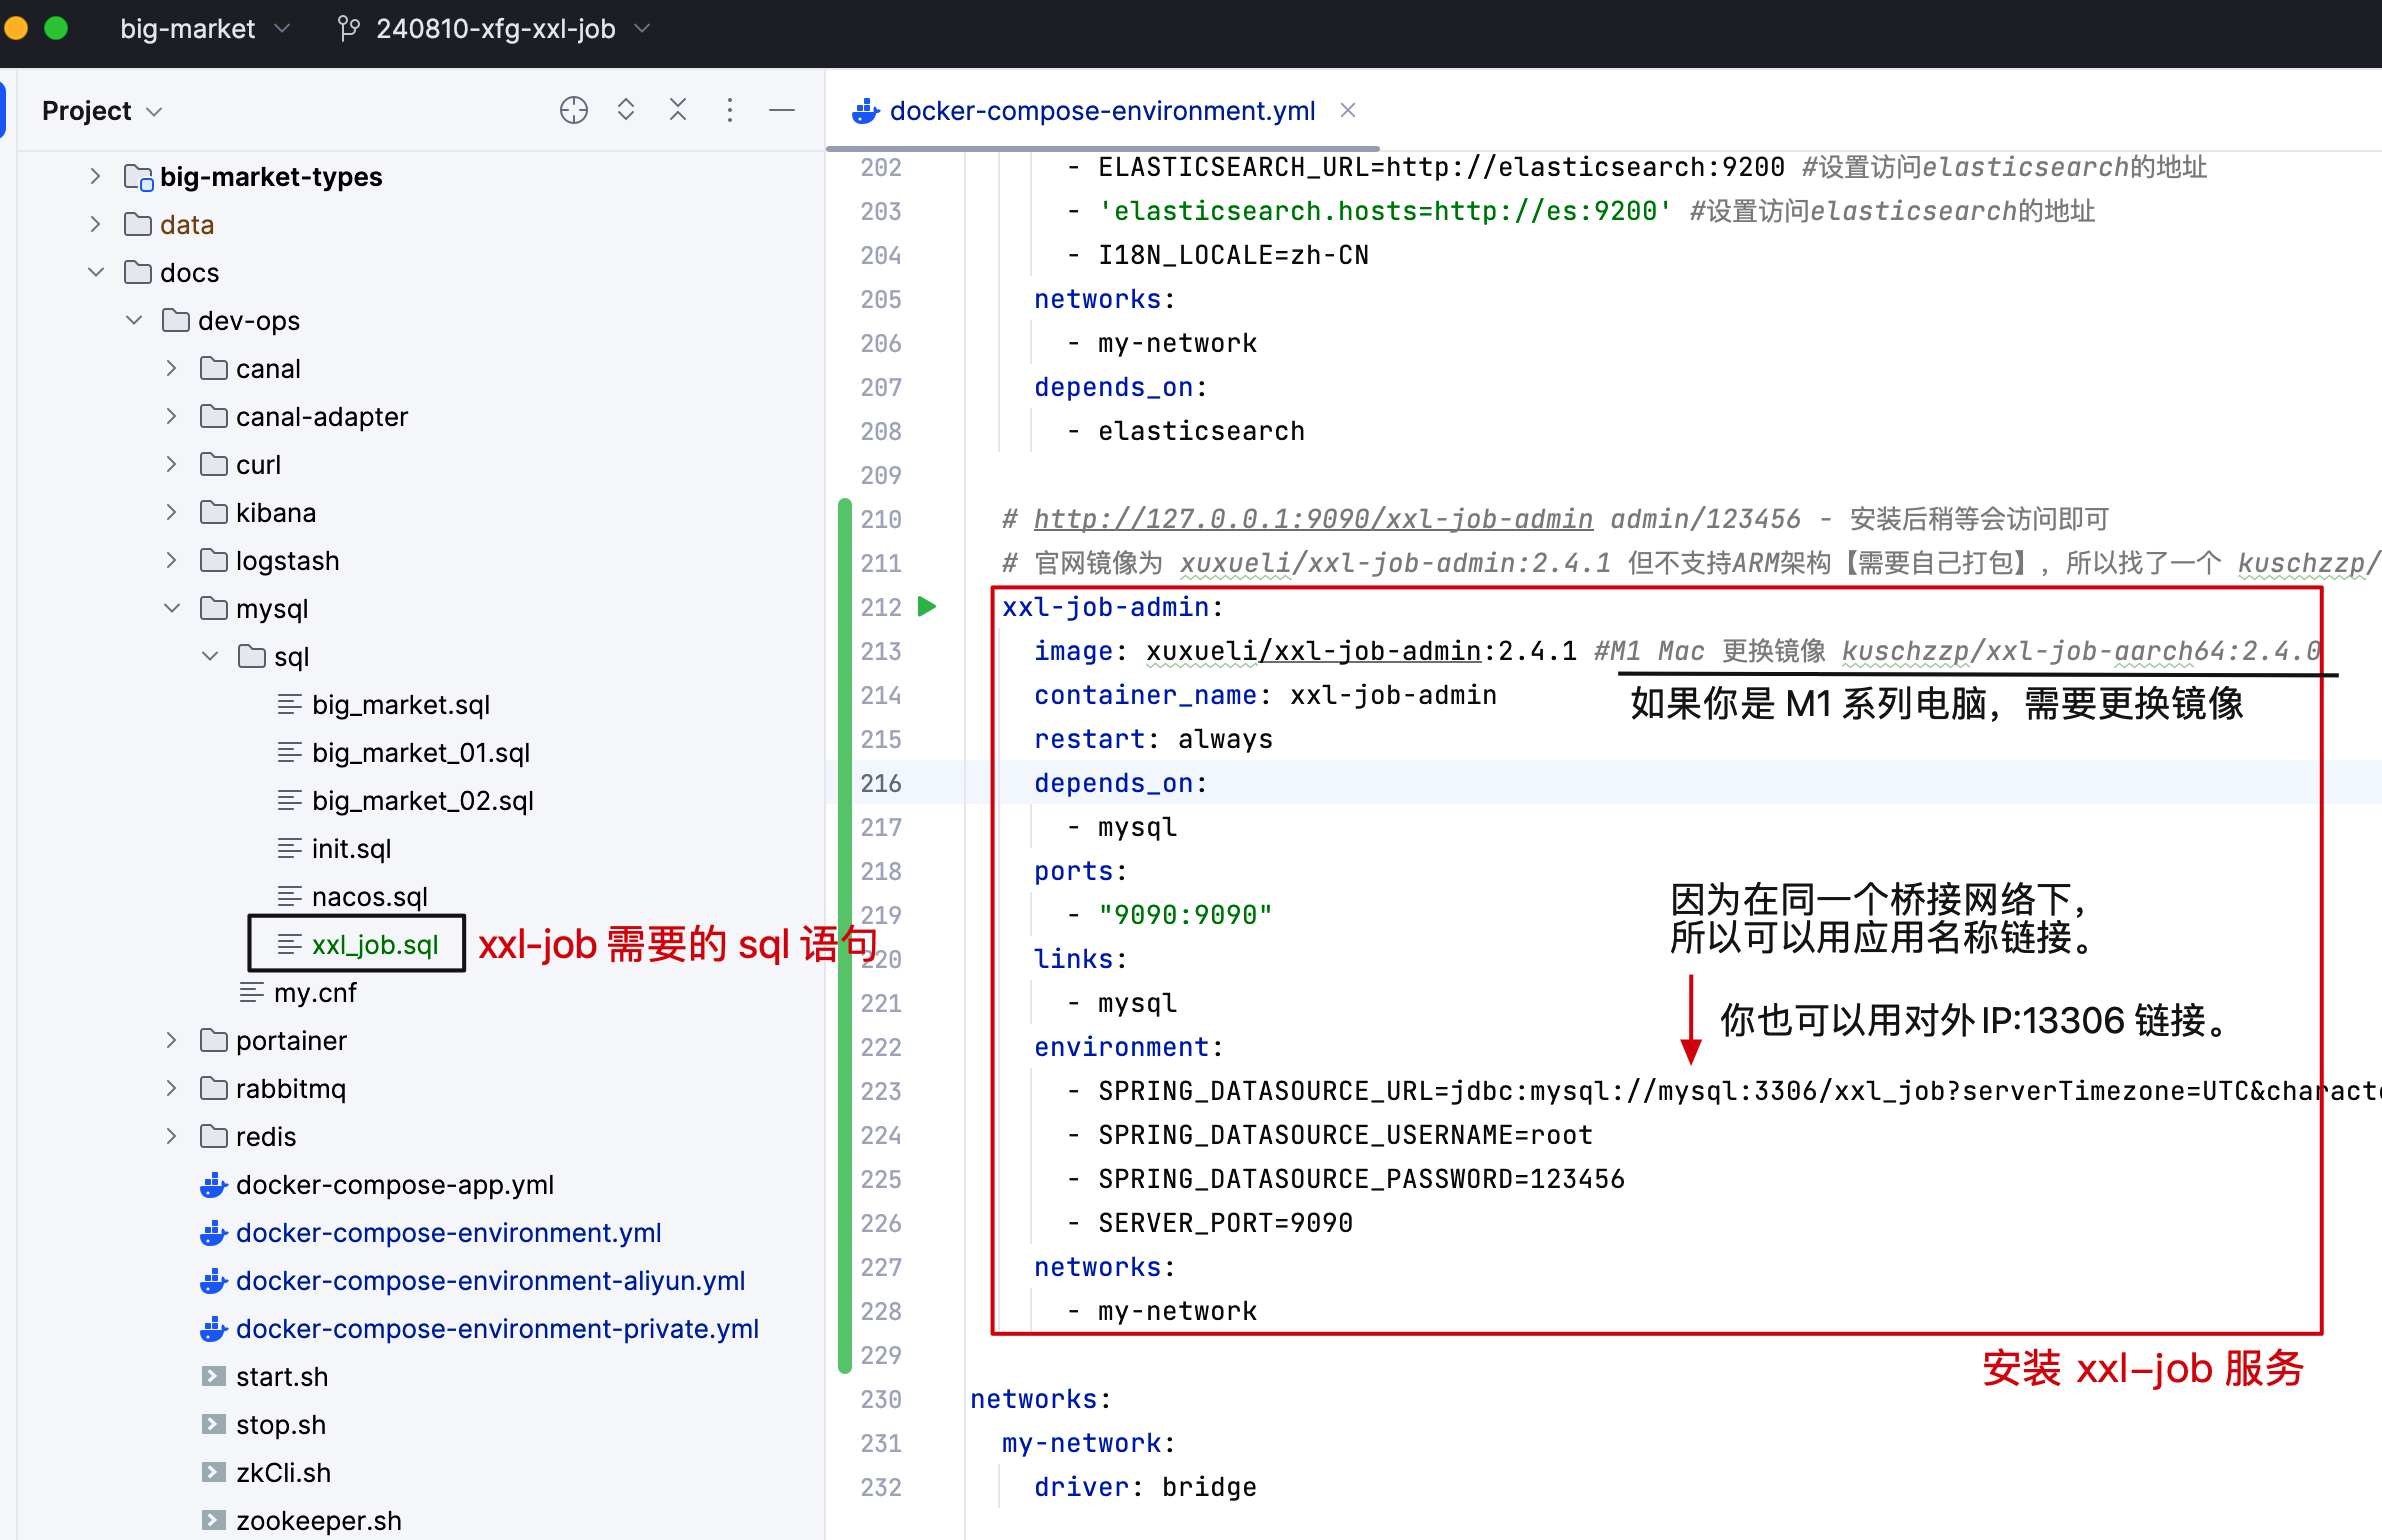 big-market
240810-xfg-xxl-job
Project
big-market-types
data
docs
dev-ops
canal
canal-adapter
curl
kibana
logstash
mysql
sql
big_market.sql
big_market_01.sql
big_market_02.sql
init.sql
nacos.sql
xxl_job.sql
xxl-job 需要的 sql 语句
my.cnf
portainer
rabbitmq
redis
docker-compose-app.yml
docker-compose-environment.yml
docker-compose-environment-aliyun.yml
docker-compose-environment-private.yml
start.sh
stop.sh
zkCli.sh
zookeeper.sh
docker-compose-environment.yml
202 - ELASTICSEARCH_URL=http://elasticsearch:9200 #设置访问elasticsearch的地址
203 - 'elasticsearch.hosts=http://es:9200' #设置访问elasticsearch的地址
204 - I18N_LOCALE=zh-CN
205 networks:
206 - my-network
207 depends_on:
208 - elasticsearch
209
210 # http://127.0.0.1:9090/xxl-job-admin admin/123456 - 安装后稍等会访问即可
211 # 官网镜像为 xuxueli/xxl-job-admin:2.4.1 但不支持ARM架构【需要自己打包】，所以找了一个 kuschzzp/
212 xxl-job-admin:
213 image: xuxueli/xxl-job-admin:2.4.1 #M1 Mac 更换镜像 kuschzzp/xxl-job-aarch64:2.4.0
214 container_name: xxl-job-admin
如果你是 M1 系列电脑，需要更换镜像
215 restart: always
216 depends_on:
217 - mysql
218 ports:
219 - "9090:9090"
因为在同一个桥接网络下，
所以可以用应用名称链接。
220 links:
221 - mysql
你也可以用对外IP:13306 链接。
222 environment:
223 - SPRING_DATASOURCE_URL=jdbc:mysql://mysql:3306/xxl_job?serverTimezone=UTC&charact
224 - SPRING_DATASOURCE_USERNAME=root
225 - SPRING_DATASOURCE_PASSWORD=123456
226 - SERVER_PORT=9090
227 networks:
228 - my-network
229
安装 xxl-job 服务
230 networks:
231 my-network:
232 driver: bridge